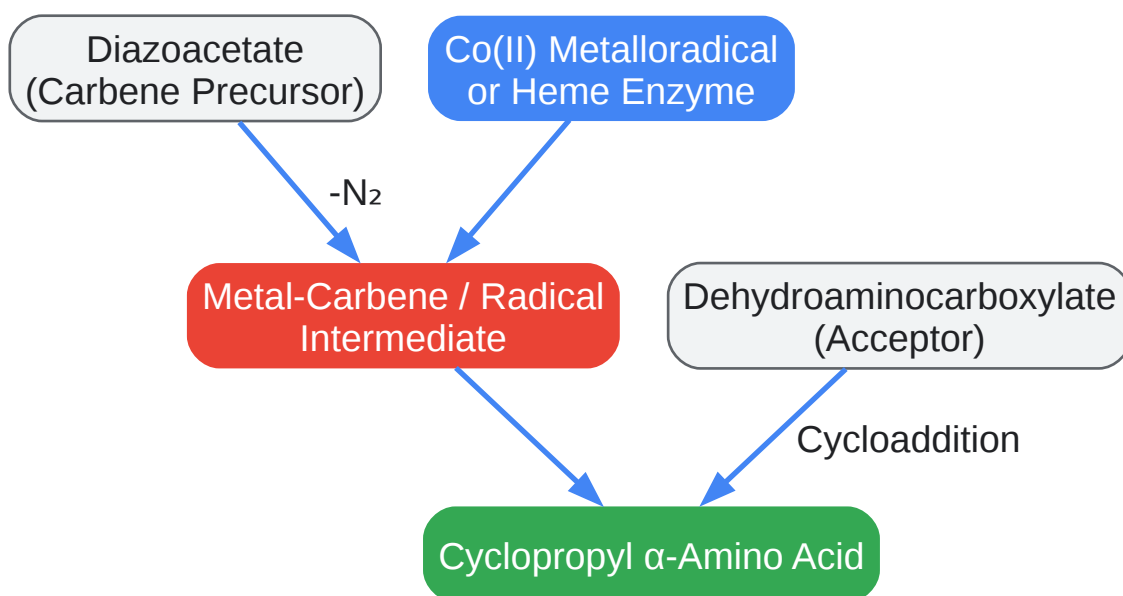 Diazoacetate
(Carbene Precursor)
Co(II) Metalloradical
or Heme Enzyme
-N₂
Metal-Carbene / Radical
Intermediate
Dehydroaminocarboxylate
(Acceptor)
Cycloaddition
Cyclopropyl α-Amino Acid